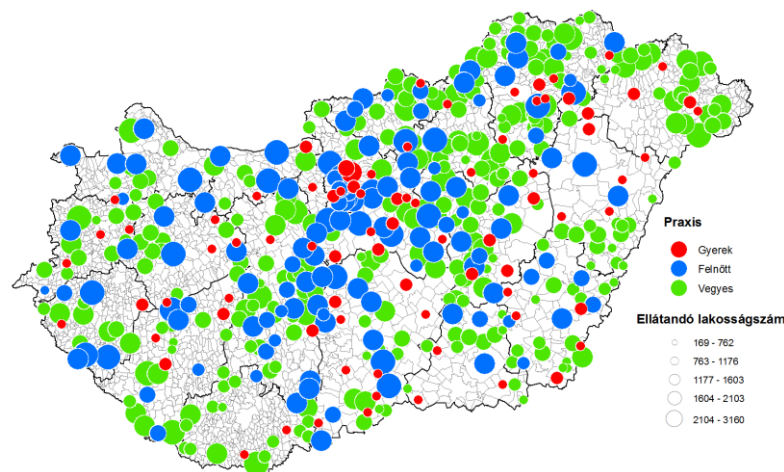 Praxis
Gyerek
Felnőtt
Vegyes
Ellátandó lakosságszám
169 - 762
763 - 1176
1177 - 1603
1604 - 2103
2104 - 3160